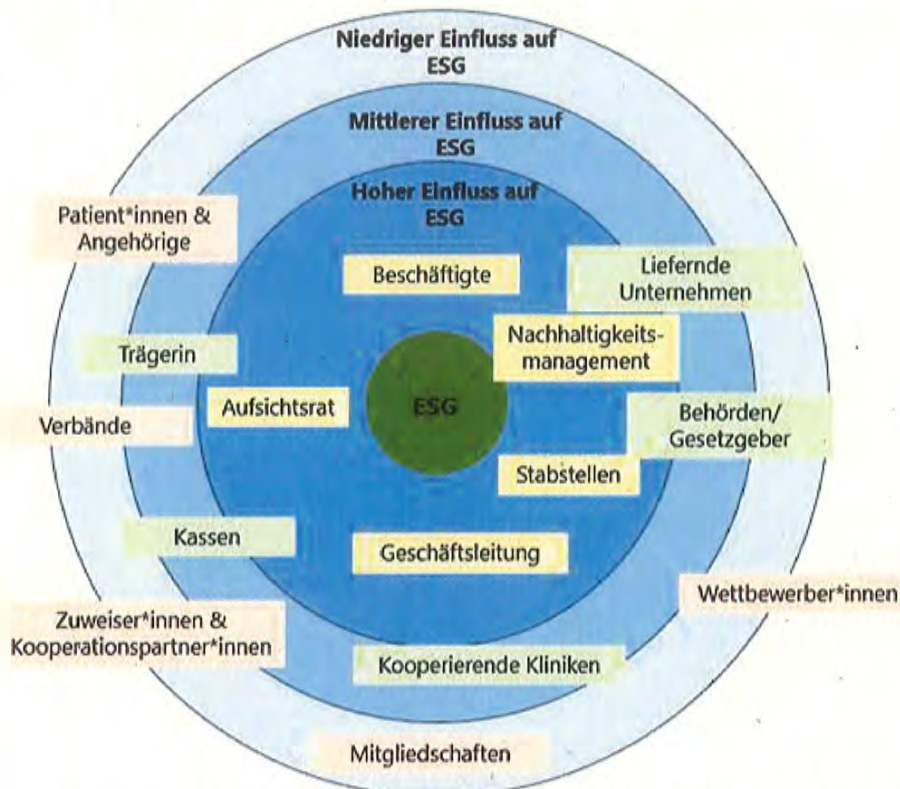 Niedriger Einfluss auf
ESG
Mittlerer Einfluss auf
ESG
Hoher Einfluss auf
ESG
Patient*innen &
Angehörige
Beschäftigte
Liefernde
Unternehmen
Nachhaltigkeits-
management
Trägerin
Aufsichtsrat
ESG
Verbände
Behörden/
Gesetzgeber
Stabstellen
Kassen
Geschäftsleitung
Wettbewerber*innen
Zuweiser*innen &
Kooperationspartner*innen
Kooperierende Kliniken
Mitgliedschaften